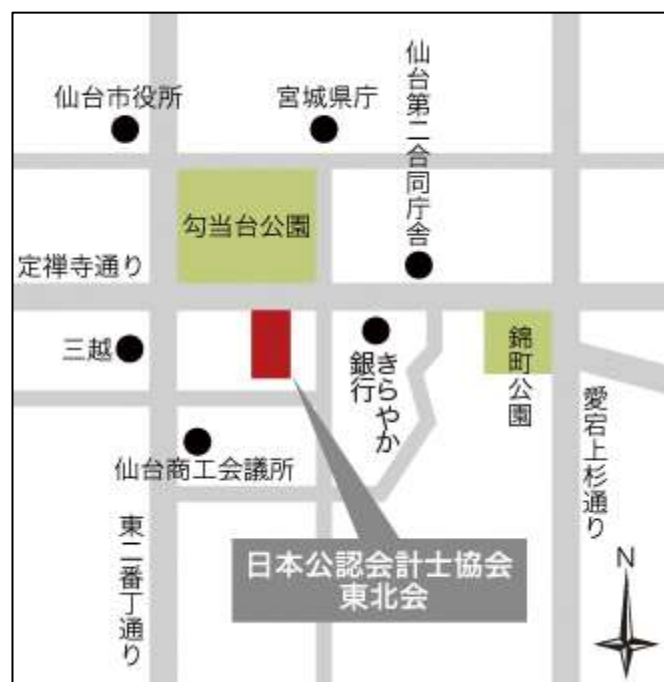 仙台市役所
宮城県庁
仙台第二合同庁舎
勾当台公園
定禅寺通り
三越
きらやか
銀行
錦町公園
仙台商工会議所
愛宕上杉通り
東二番丁通り
日本公認会計士協会
東北会
N